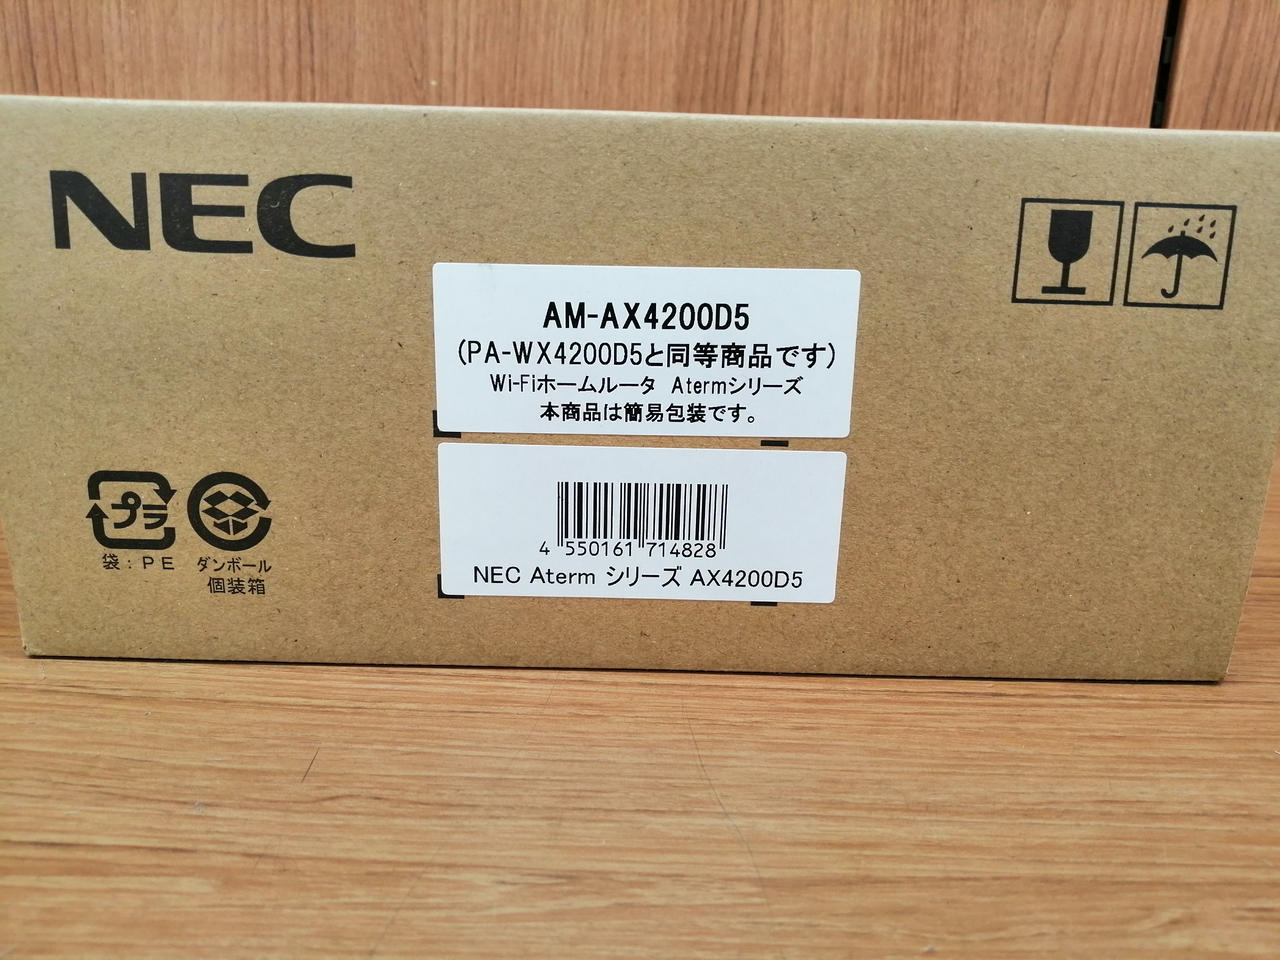 NEC
AM-AX4200D5
(PA-WX4200D5と同等商品です)
Wi-Fiホームルータ Atermシリーズ
本商品は簡易包装です。
4 550161 714828
NEC Aterm シリーズ AX4200D5
プラ
袋：PE
ダンボール
個装箱